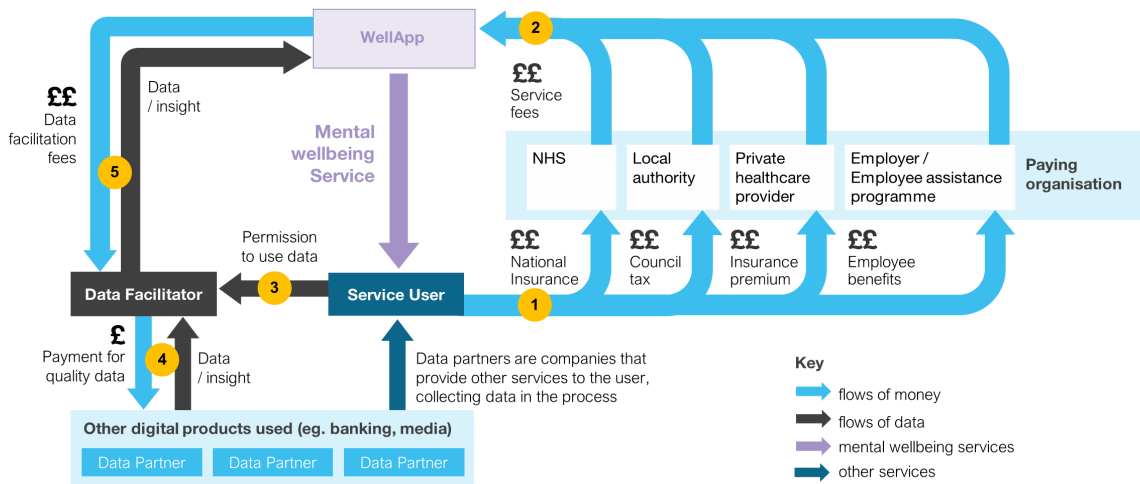 WellApp
2
££
Service
fees
££
Data
facilitation
fees
Data
/ insight
5
Mental
wellbeing
Service
NHS
Local
authority
Private
healthcare
provider
Employer /
Employee assistance
programme
Paying
organisation
££
National
Insurance
££
Council
tax
££
Insurance
premium
££
Employee
benefits
Permission
to use data
3
Data Facilitator
Service User
1
£
Payment for
quality data
4
Data
/ insight
Data partners are companies that
provide other services to the user,
collecting data in the process
Other digital products used (eg. banking, media)
Data Partner
Data Partner
Data Partner
Key
flows of money
flows of data
mental wellbeing services
other services